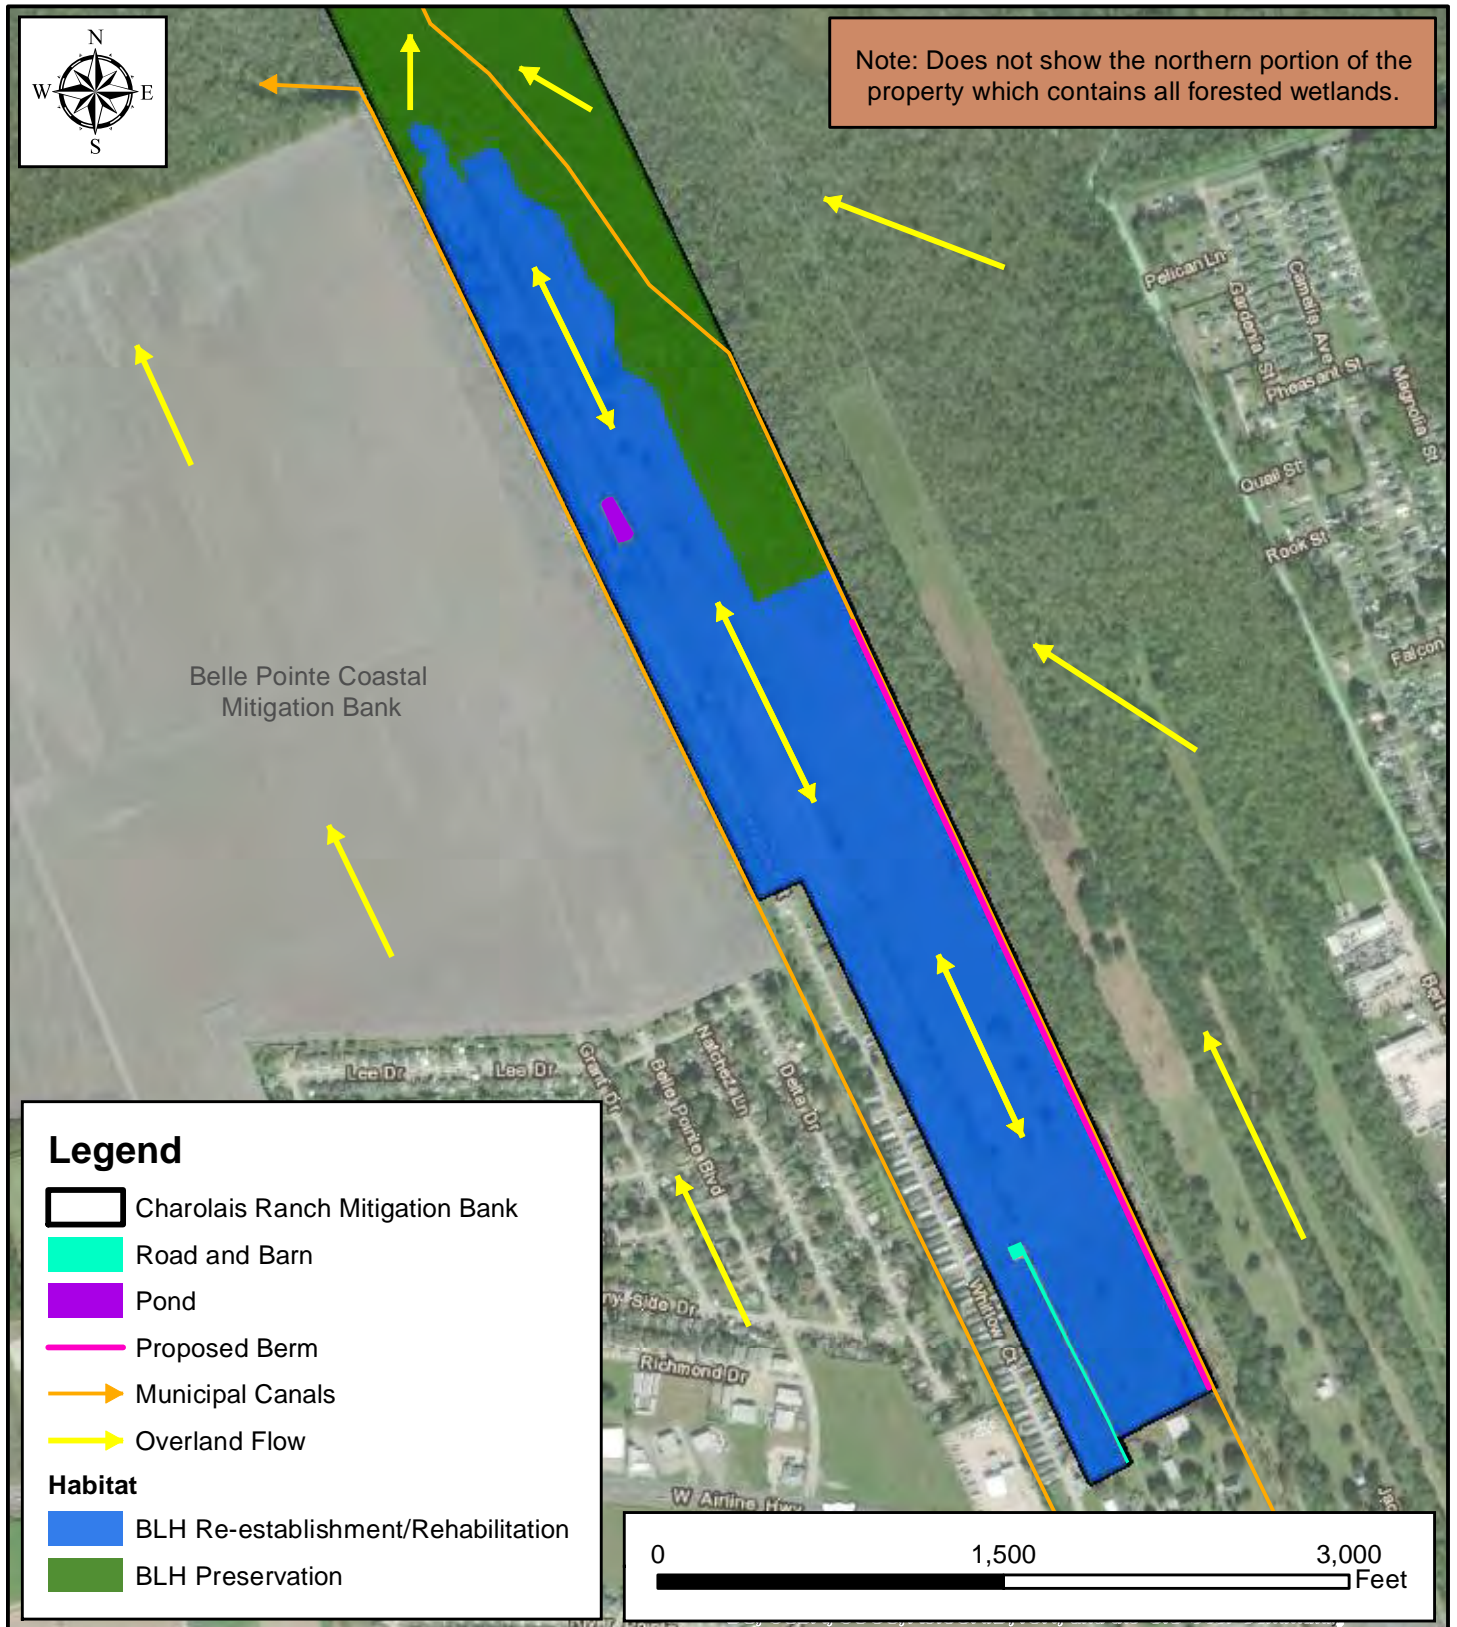 N
W E
S
Note: Does not show the northern portion of the
property which contains all forested wetlands.
Pelican Ln
Gardenia St
Camelia Ave
Pheasant St
Magnolia St
Quail St
Rook St
Falcon
Belle Pointe Coastal
Mitigation Bank
Lee Dr
Lee Dr
Grant Dr
Belle Pointe Blvd
Natchez Ln
Delta Dr
ny Side Dr
Richmond Dr
Whitlow Ct
W Airline Hwy
Legend
Charolais Ranch Mitigation Bank
Road and Barn
Pond
Proposed Berm
Municipal Canals
Overland Flow
Habitat
BLH Re-establishment/Rehabilitation
BLH Preservation
0 1,500 3,000
Feet